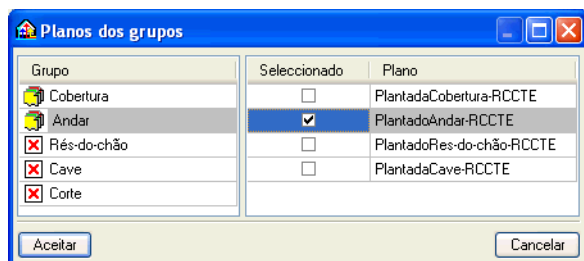 Planos dos grupos
Grupo Seleccionado Plano
Cobertura PlantadaCobertura-RCCTE
Andar PlantadoAndar-RCCTE
Rés-do-chão PlantadoRes-do-chão-RCCTE
Cave PlantadaCave-RCCTE
Corte
Aceitar Cancelar